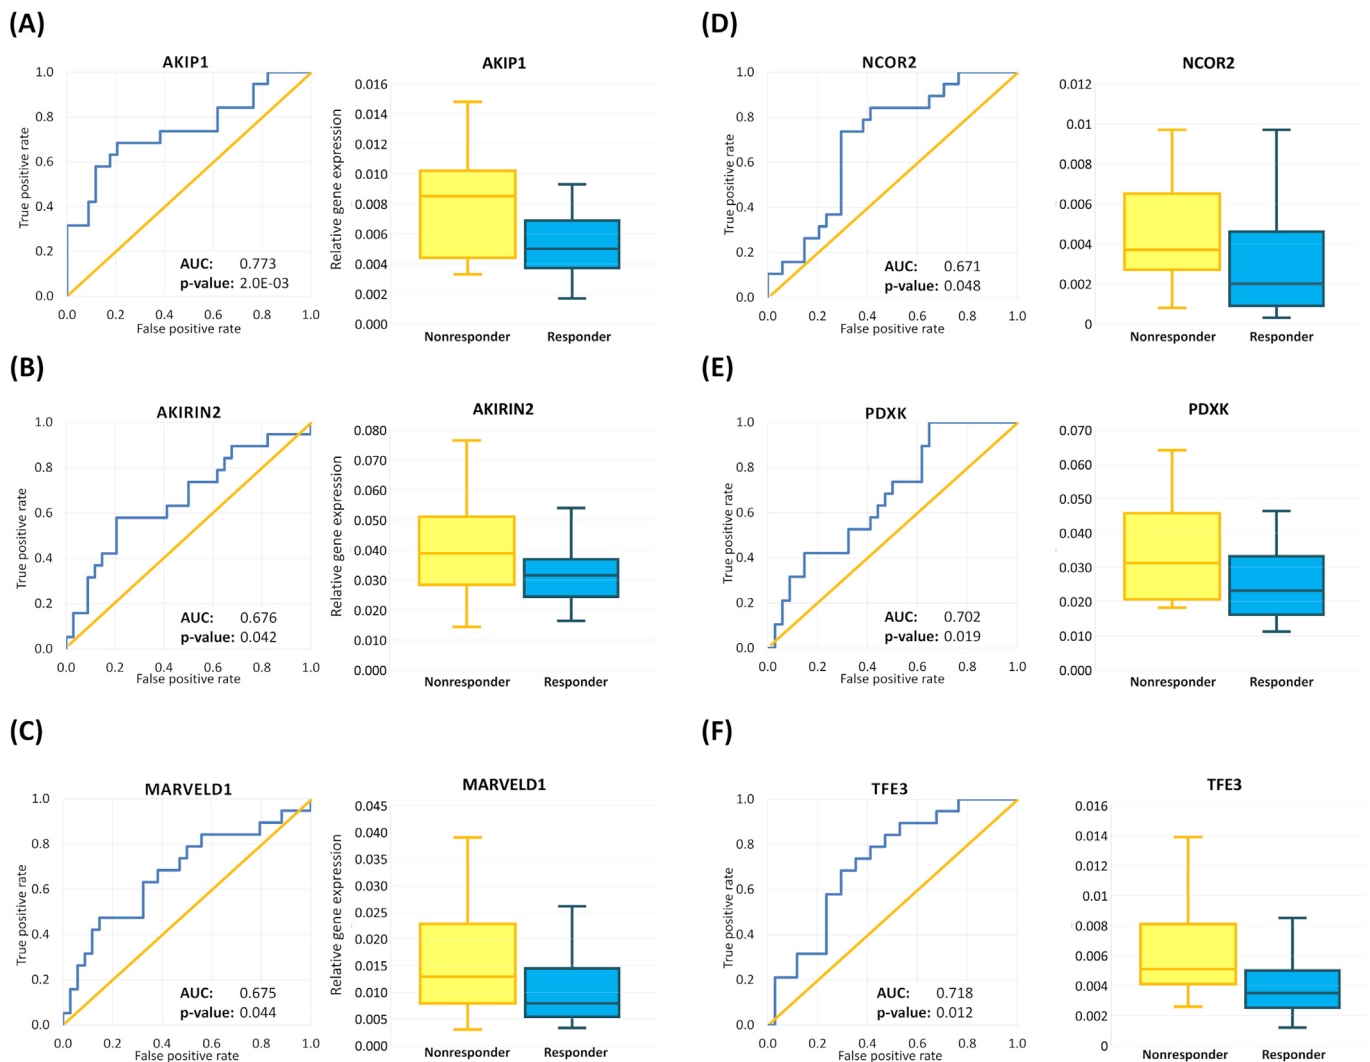 (A)
AKIP1
True positive rate
1.0
0.8
0.6
0.4
0.2
0.0
AUC: 0.773
p-value: 2.0E-03
0.0 0.2 0.4 0.6 0.8 1.0
False positive rate
AKIP1
Relative gene expression
0.016
0.014
0.012
0.010
0.008
0.006
0.004
0.002
0.000
Nonresponder Responder
(D)
NCOR2
True positive rate
1.0
0.8
0.6
0.4
0.2
0.0
AUC: 0.671
p-value: 0.048
0.0 0.2 0.4 0.6 0.8 1.0
False positive rate
NCOR2
0.012
0.01
0.008
0.006
0.004
0.002
0
Nonresponder Responder
(B)
AKIRIN2
True positive rate
1.0
0.8
0.6
0.4
0.2
0.0
AUC: 0.676
p-value: 0.042
0.0 0.2 0.4 0.6 0.8 1.0
False positive rate
AKIRIN2
Relative gene expression
0.080
0.070
0.060
0.050
0.040
0.030
0.020
0.010
0.000
Nonresponder Responder
(E)
PDXK
True positive rate
1.0
0.8
0.6
0.4
0.2
0.0
AUC: 0.702
p-value: 0.019
0.0 0.2 0.4 0.6 0.8 1.0
False positive rate
PDXK
0.070
0.060
0.050
0.040
0.030
0.020
0.010
0.000
Nonresponder Responder
(C)
MARVELD1
True positive rate
1.0
0.8
0.6
0.4
0.2
0.0
AUC: 0.675
p-value: 0.044
0.0 0.2 0.4 0.6 0.8 1.0
False positive rate
MARVELD1
Relative gene expression
0.045
0.040
0.035
0.030
0.025
0.020
0.015
0.010
0.005
0.000
Nonresponder Responder
(F)
TFE3
True positive rate
1.0
0.8
0.6
0.4
0.2
0.0
AUC: 0.718
p-value: 0.012
0.0 0.2 0.4 0.6 0.8 1.0
False positive rate
TFE3
0.016
0.014
0.012
0.01
0.008
0.006
0.004
0.002
0
Nonresponder Responder